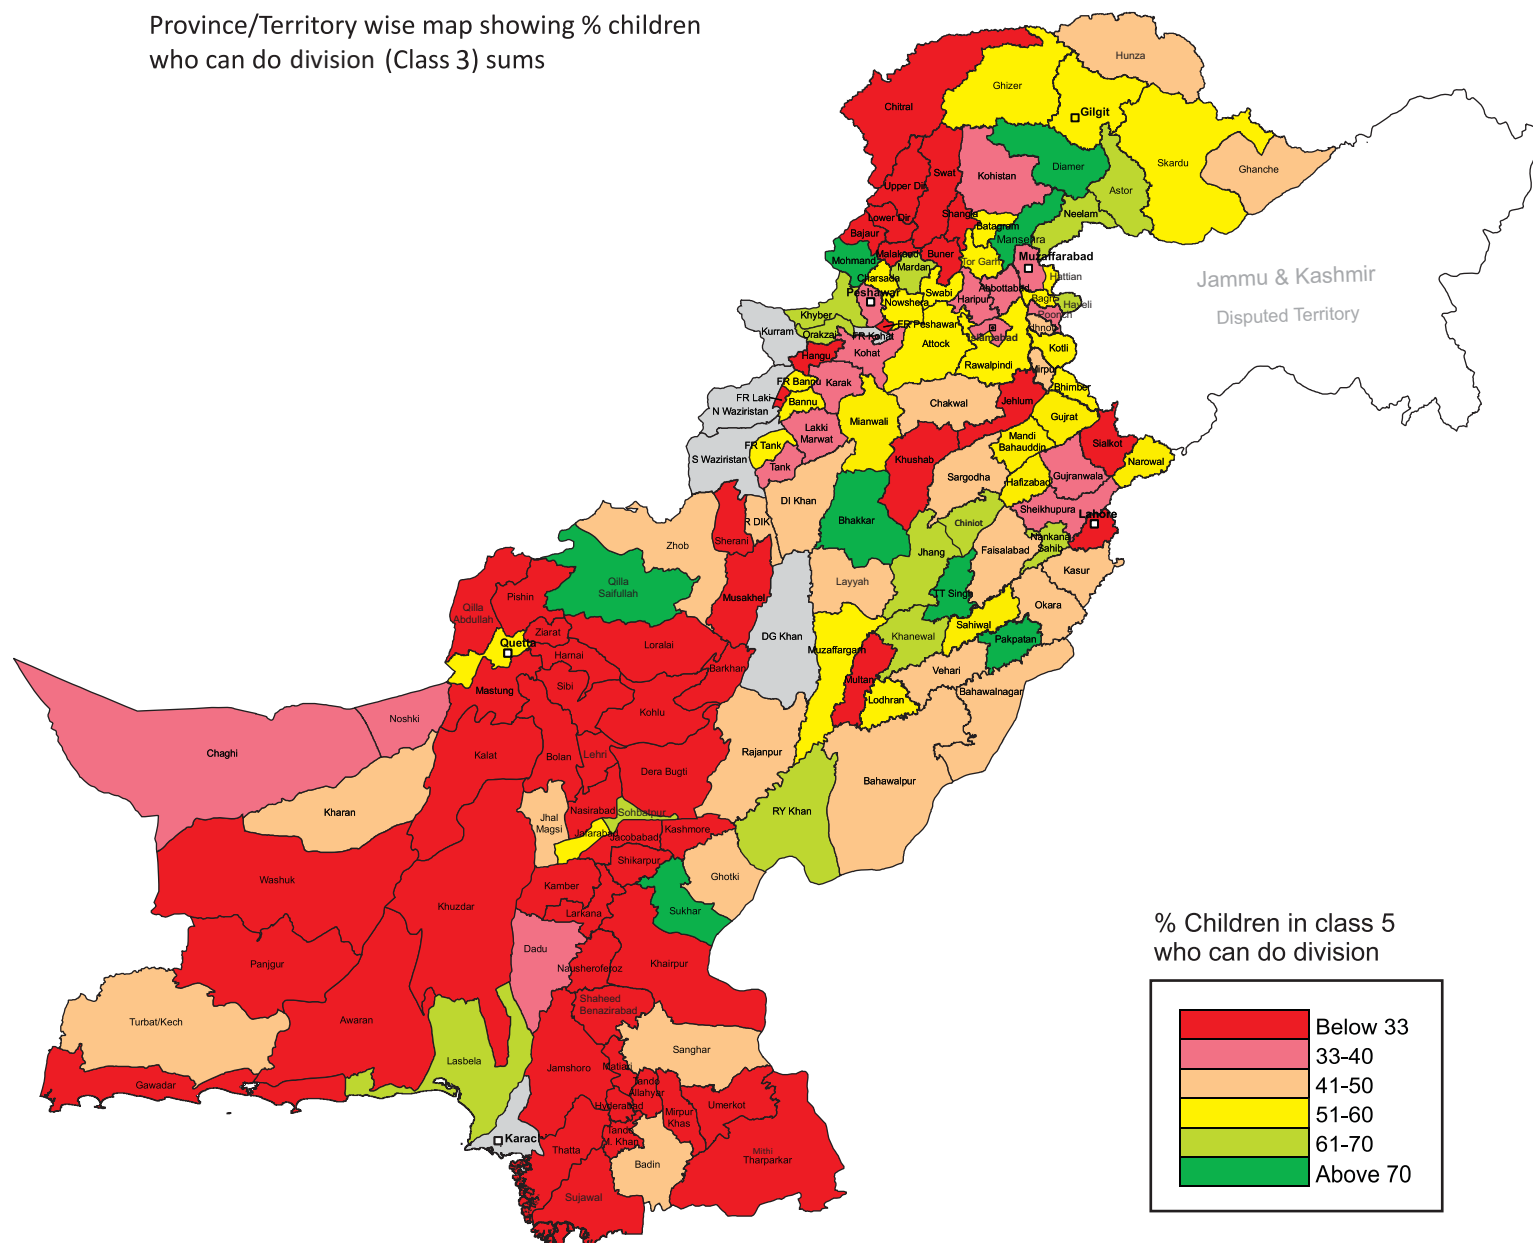 Province/Territory wise map showing % children
who can do division (Class 3) sums
Hunza
Ghizer
Chitral
Gilgit
Skardu
Ghanche
Diamer
Kohistan
Astor
Swat
Upper Dir
Neelam
Lower Dir
Shangla
Batagram
Bajaur
Mansehra
Malakand
Buner
Mohmand
Tor Garh
Muzaffarabad
Mardan
Hattian
Charsada
Jammu & Kashmir
Disputed Territory
Peshawar
Swabi
Abbottabad
Nowshera
Haripur
Bagh
Haveli
Poonch
Khyber
FR Peshawar
Kurram
Orakzai
FR Kohat
Islamabad
Attock
Kotli
Hangu
Kohat
Rawalpindi
Mirpur
FR Bannu
Karak
Bhimber
FR Laki
Bannu
Chakwal
Jehlum
N Waziristan
Mianwali
Gujrat
Lakki
Marwat
Mandi
Bahauddin
Sialkot
FR Tank
S Waziristan
Khushab
Narowal
Tank
Sargodha
Gujranwala
Hafizabad
DI Khan
Sheikhupura
Lahore
R DIK
Bhakkar
Chiniot
Sherani
Zhob
Nankana
Sahib
Jhang
Faisalabad
Kasur
Qilla
Saifullah
Layyah
TT Singh
Pishin
Musakhel
Okara
Qilla
Abdullah
Sahiwal
Ziarat
DG Khan
Khanewal
Pakpatan
Quetta
Loralai
Muzaffargarh
Harnai
Barkhan
Vehari
Multan
Sibi
Mastung
Bahawalnagar
Lodhran
Kohlu
Noshki
Chaghi
Kalat
Bolan
Lehri
Rajanpur
Dera Bugti
Bahawalpur
Kharan
Jhal
Magsi
Nasirabad
Sohbatpur
RY Khan
Jafarabad
Jacobabad
Kashmore
Shikarpur
Ghotki
Washuk
Kamber
Khuzdar
Larkana
Sukhar
% Children in class 5
who can do division
Dadu
Panjgur
Nausheroferoz
Khairpur
Shaheed
Benazirabad
Turbat/Kech
Awaran
Below 33
Sanghar
33-40
Lasbela
Jamshoro
Matiari
Gawadar
Tando
Allahyar
41-50
Hyderabad
Umerkot
Mirpur
Khas
51-60
Karac
Tando
M. Khan
61-70
Thatta
Mithi
Tharparkar
Badin
Above 70
Sujawal